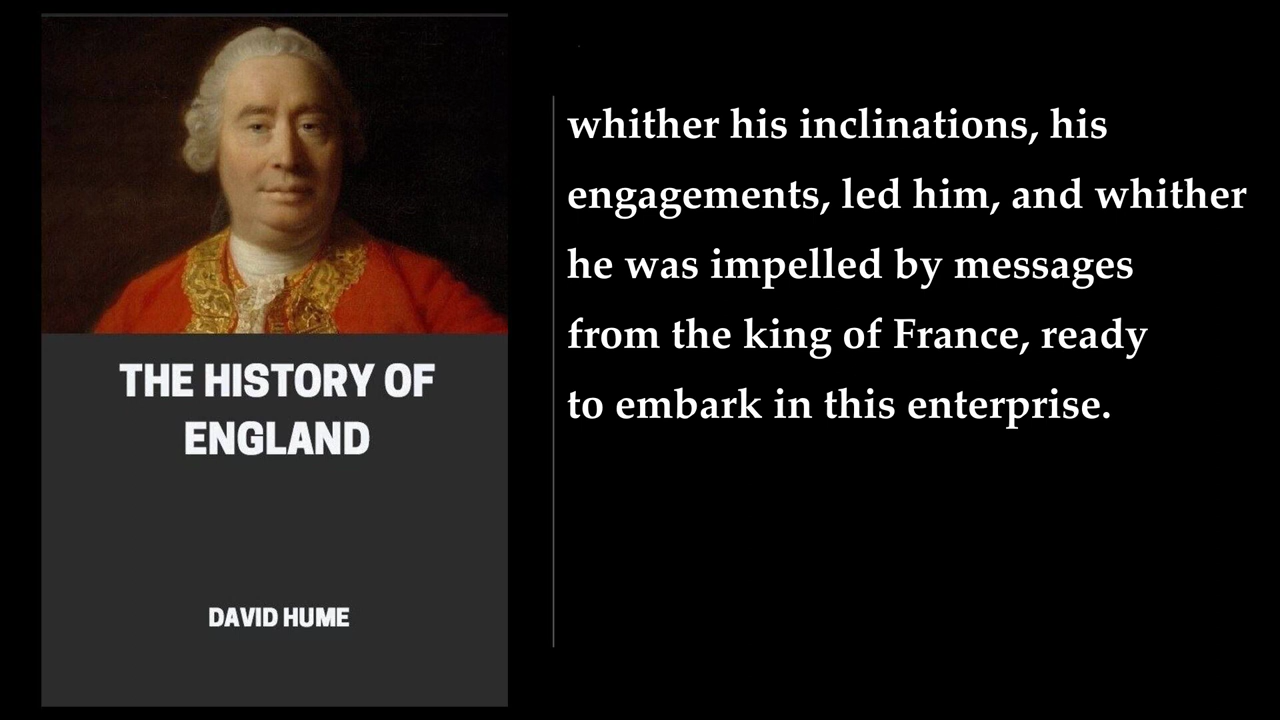 THE HISTORY OF
ENGLAND
DAVID HUME
whither his inclinations, his
engagements, led him, and whither
he was impelled by messages
from the king of France, ready
to embark in this enterprise.